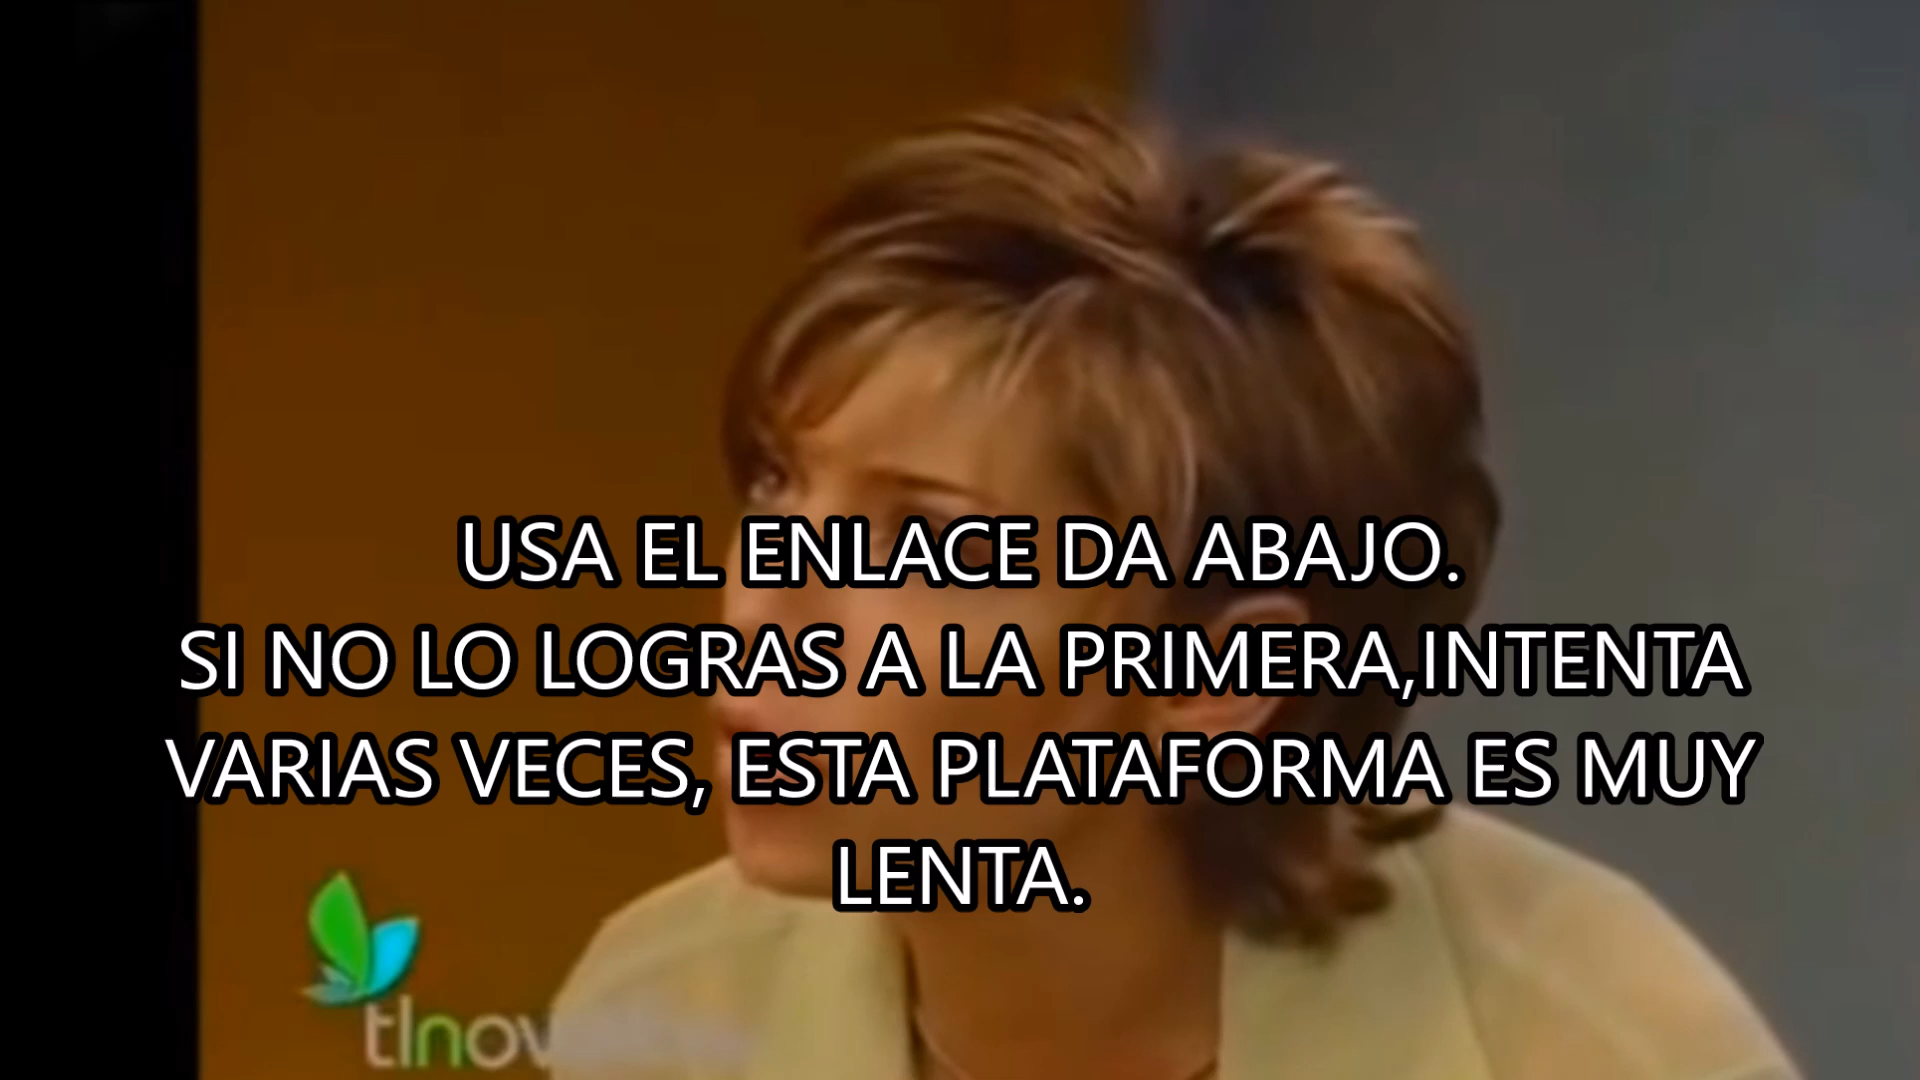 USA EL ENLACE DA ABAJO.
SI NO LO LOGRAS A LA PRIMERA,INTENTA
VARIAS VECES, ESTA PLATAFORMA ES MUY
LENTA.